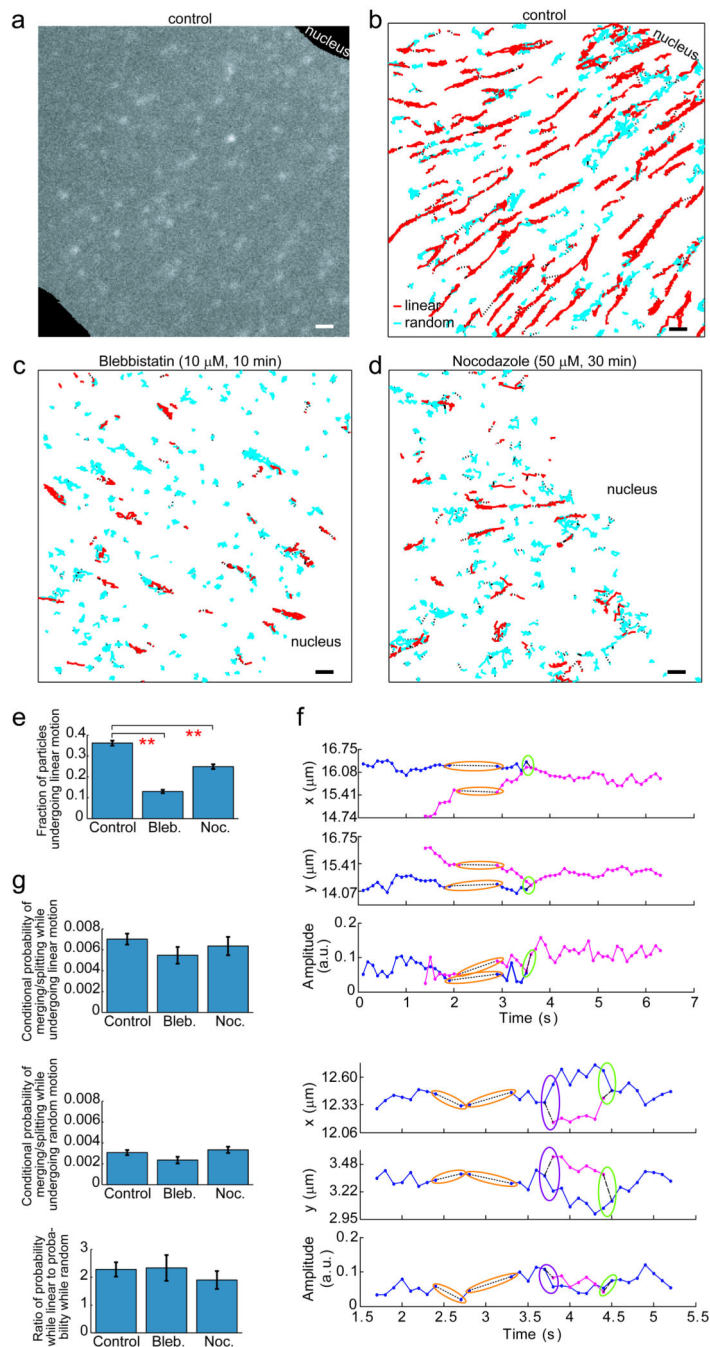 a
control
nucleus
b
control
nucleus
linear
random
c
Blebbistatin (10 μM, 10 min)
nucleus
d
Nocodazole (50 μM, 30 min)
nucleus
e
Fraction of particles
undergoing linear motion
0.4
0.3
0.2
0.1
0
** **
Control Bleb. Noc.
f
x (μm)
16.75
16.08
15.41
14.74
y (μm)
16.75
15.41
14.07
Amplitude
(a.u.)
0.2
0.1
0
0 1 2 3 4 5 6 7
Time (s)
x (μm)
12.60
12.33
12.06
y (μm)
3.48
3.22
2.95
Amplitude
(a.u.)
0.2
0.1
0
1.5 2 2.5 3 3.5 4 4.5 5 5.5
Time (s)
g
Conditional probability of
merging/splitting while
undergoing linear motion
0.008
0.006
0.004
0.002
0
Control Bleb. Noc.
Conditional probability of
merging/splitting while
undergoing random motion
0.008
0.006
0.004
0.002
0
Control Bleb. Noc.
Ratio of probability
while linear to proba-
bility while random
3
2
1
0
Control Bleb. Noc.